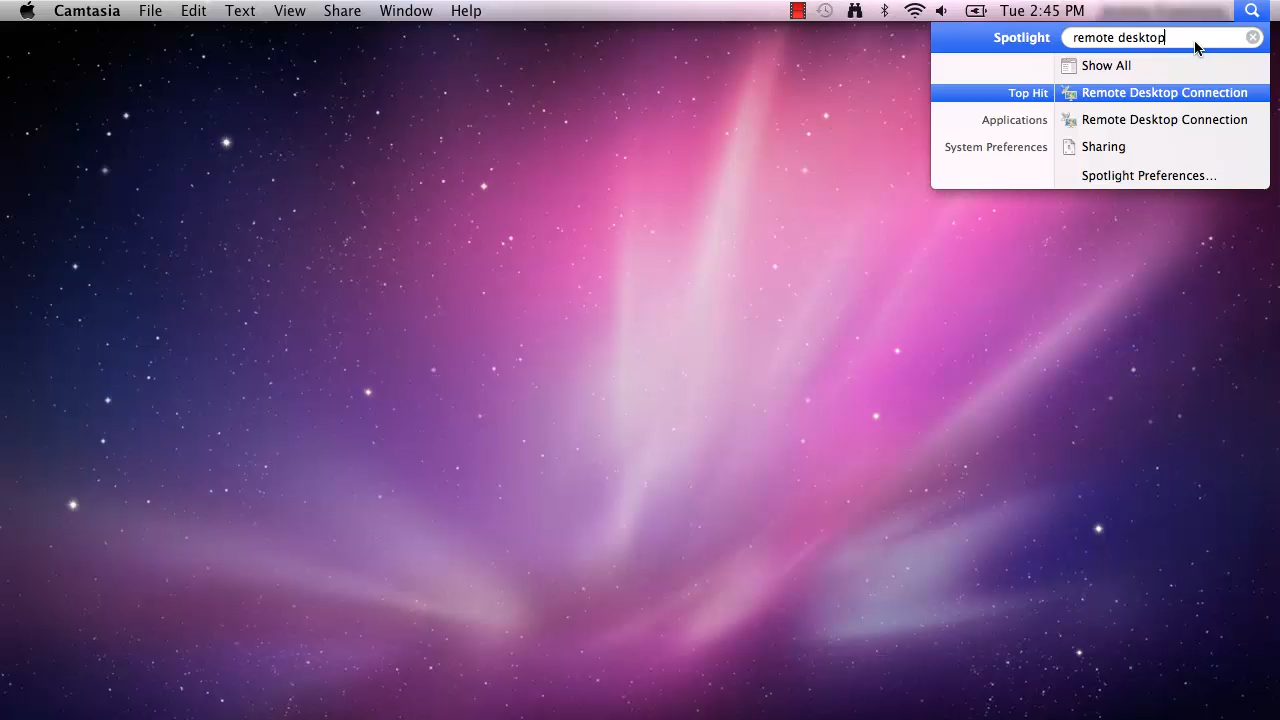 Camtasia File Edit Text View Share Window Help Tue 2:45 PM
Spotlight remote desktop
Show All
Top Hit Remote Desktop Connection
Applications Remote Desktop Connection
System Preferences Sharing
Spotlight Preferences…